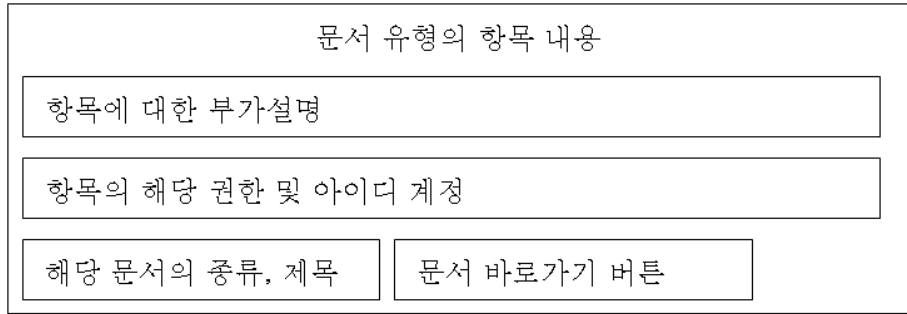 문서 유형의 항목 내용
항목에 대한 부가설명
항목의 해당 권한 및 아이디 계정
해당 문서의 종류, 제목
문서 바로가기 버튼